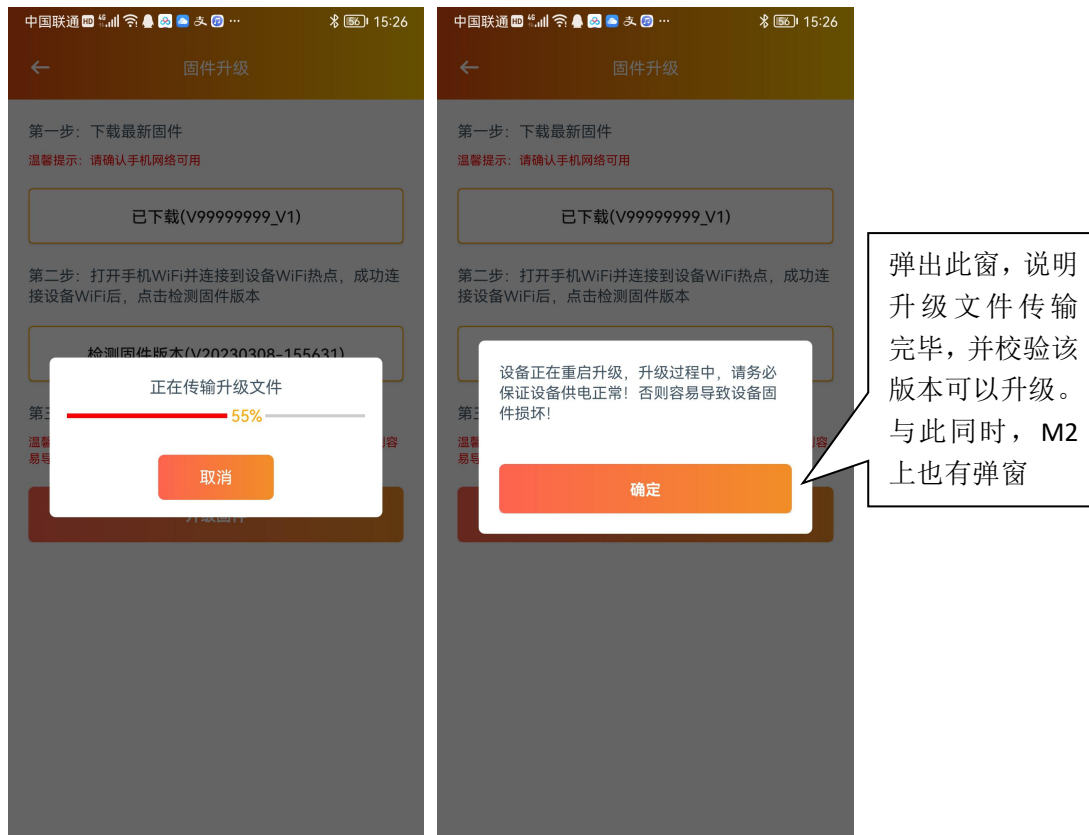 中国联通 HD 15:26
固件升级
第一步：下载最新固件
温馨提示：请确认手机网络可用
已下载(V99999999_V1)
第二步：打开手机WiFi并连接到设备WiFi热点，成功连
接设备WiFi后，点击检测固件版本
检测固件版本(V20230308-155631)
正在传输升级文件
55%
取消
升级固件
中国联通 HD 56 15:26
固件升级
第一步：下载最新固件
温馨提示：请确认手机网络可用
已下载(V99999999_V1)
第二步：打开手机WiFi并连接到设备WiFi热点，成功连
接设备WiFi后，点击检测固件版本
设备正在重启升级，升级过程中，请务必
保证设备供电正常！否则容易导致设备固
件损坏！
确定
弹出此窗，说明
升级文件传输
完毕，并校验该
版本可以升级。
与此同时，M2
上也有弹窗